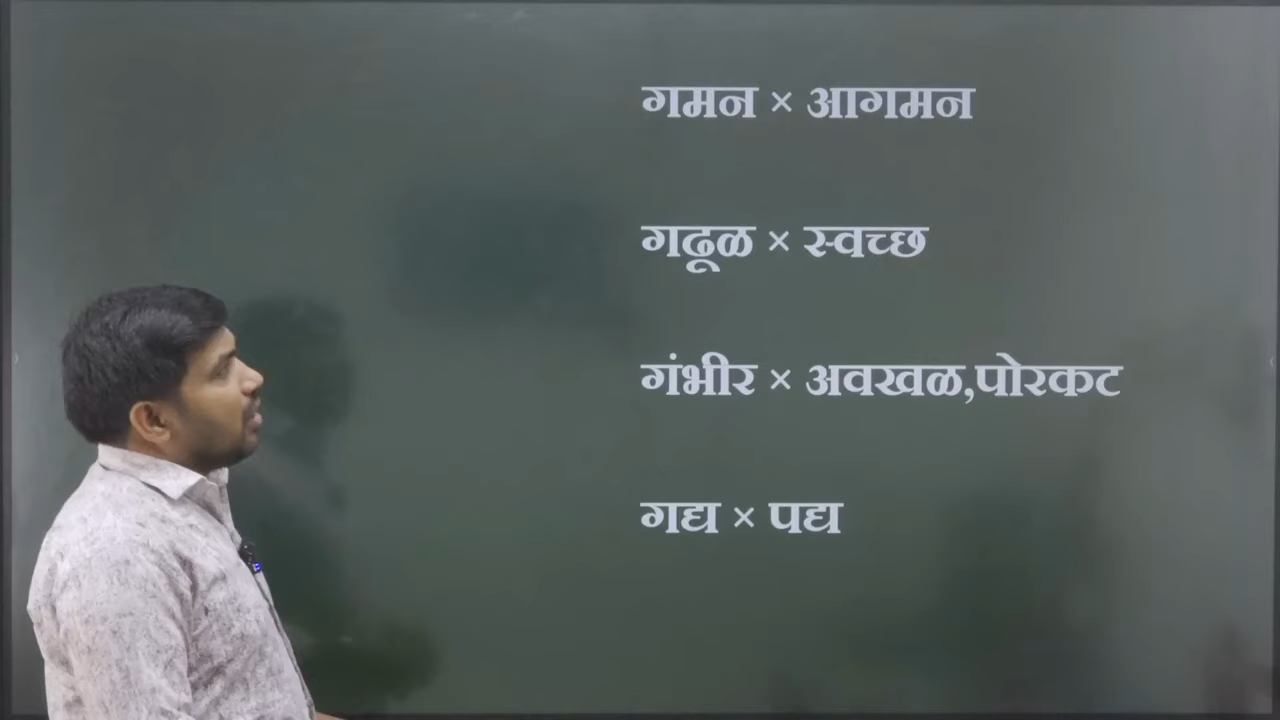 गमन × आगमन
गढूळ × स्वच्छ
गंभीर × अवखळ,पोरकट
गद्य × पद्य